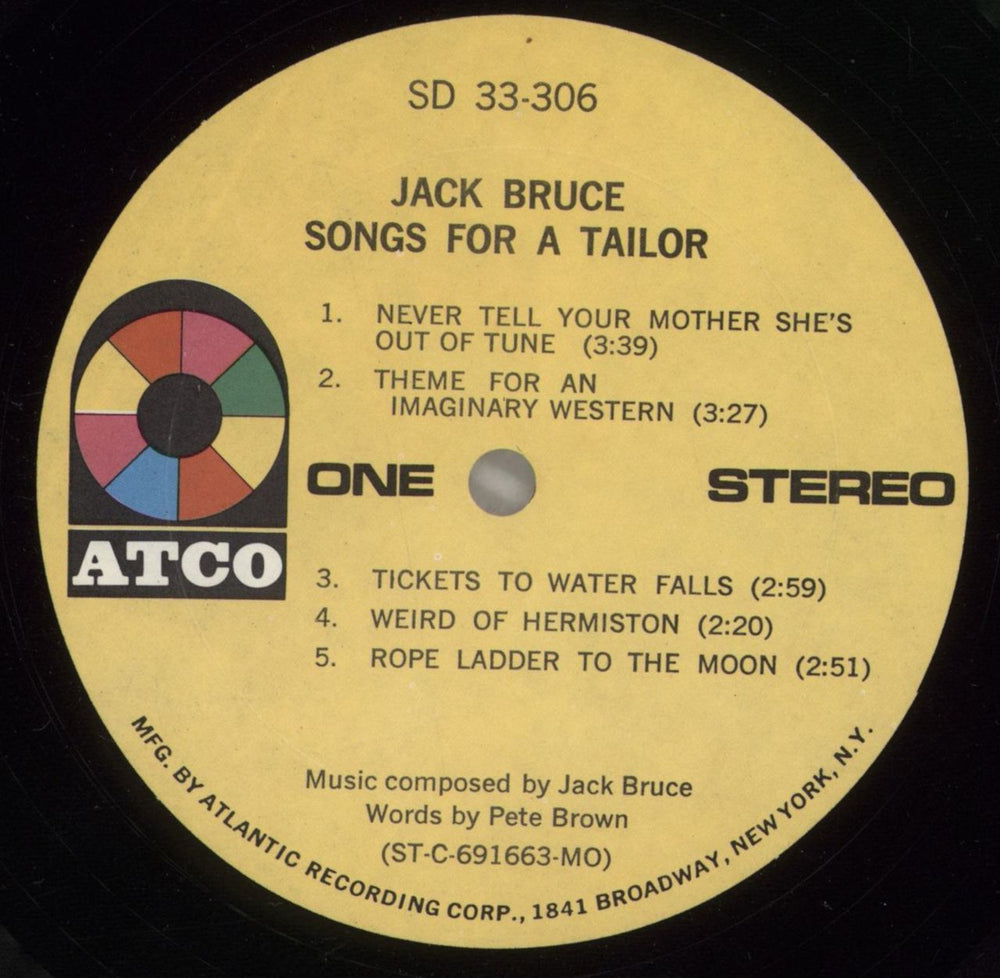 SD 33-306
JACK BRUCE
SONGS FOR A TAILOR
1. NEVER TELL YOUR MOTHER SHE'S
OUT OF TUNE (3:39)
2. THEME FOR AN
IMAGINARY WESTERN (3:27)
ONE
STEREO
ATCO
3. TICKETS TO WATER FALLS (2:59)
4. WEIRD OF HERMISTON (2:20)
5. ROPE LADDER TO THE MOON (2:51)
Music composed by Jack Bruce
Words by Pete Brown
(ST-C-691663-MO)
MFG. BY ATLANTIC RECORDING CORP., 1841 BROADWAY, NEW YORK, N.Y.